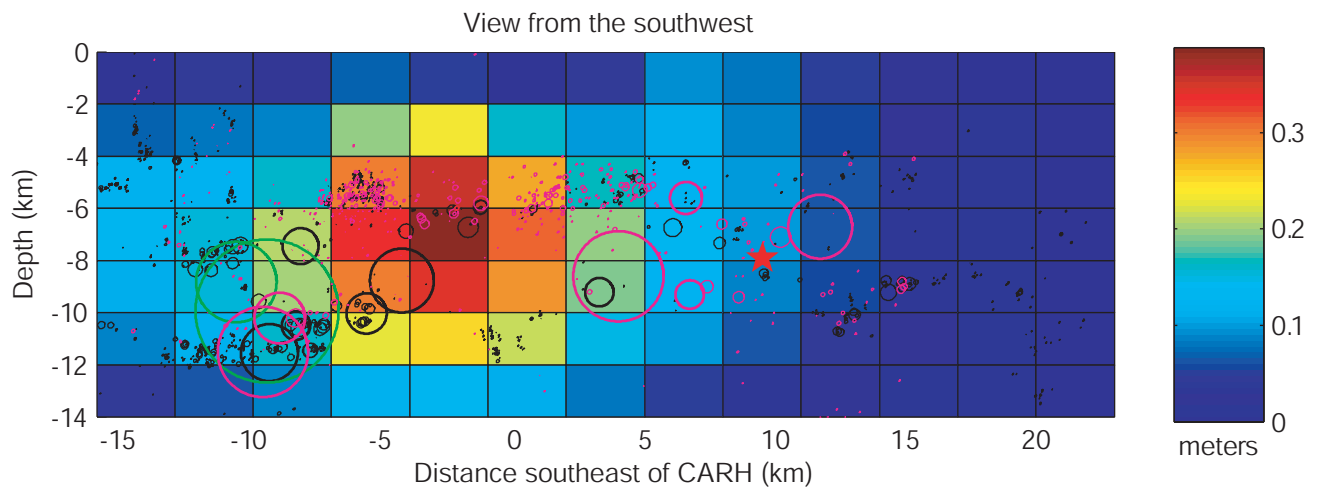 View from the southwest
0
-2
-4
-6
-8
-10
-12
-14
Depth (km)
-15 -10 -5 0 5 10 15 20
Distance southeast of CARH (km)
0.3
0.2
0.1
0
meters